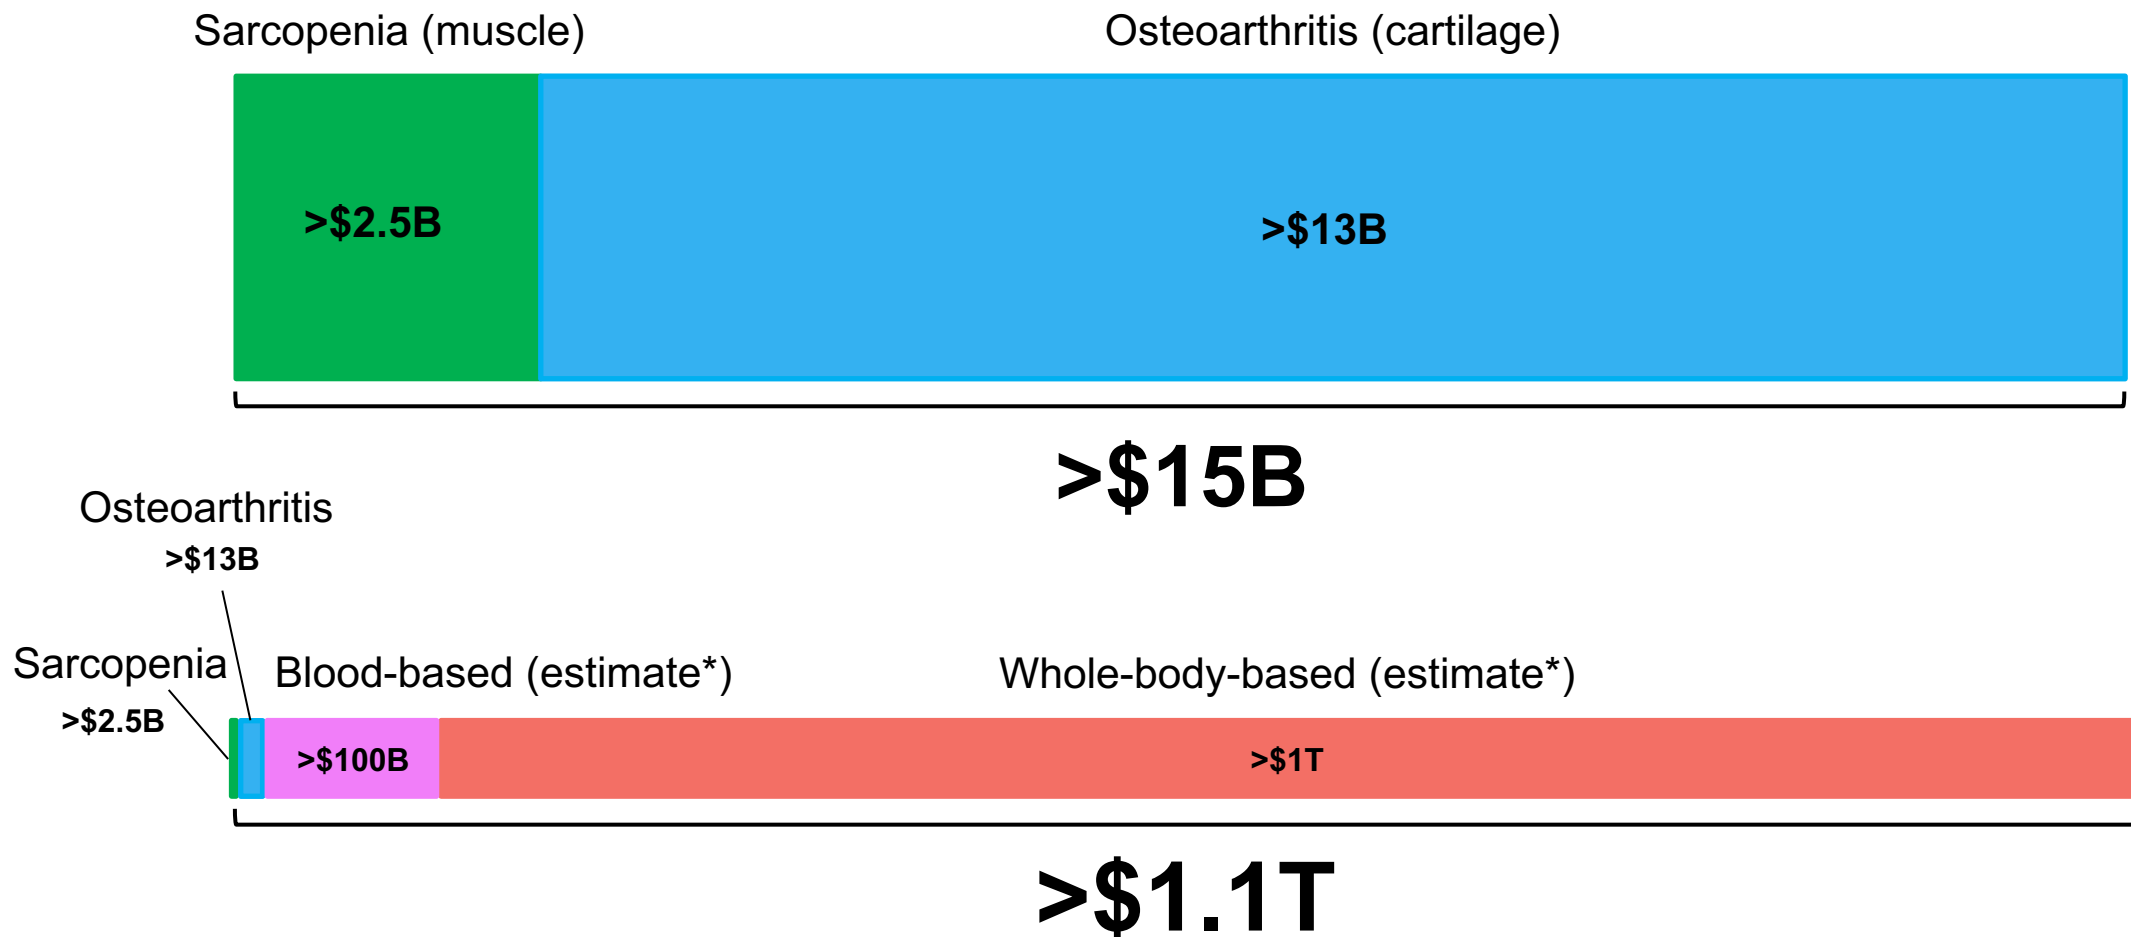 Sarcopenia (muscle)
Osteoarthritis (cartilage)
>$2.5B
>$13B
>$15B
Osteoarthritis
>$13B
Sarcopenia
>$2.5B
Blood-based (estimate*)
Whole-body-based (estimate*)
>$100B
>$1T
>$1.1T